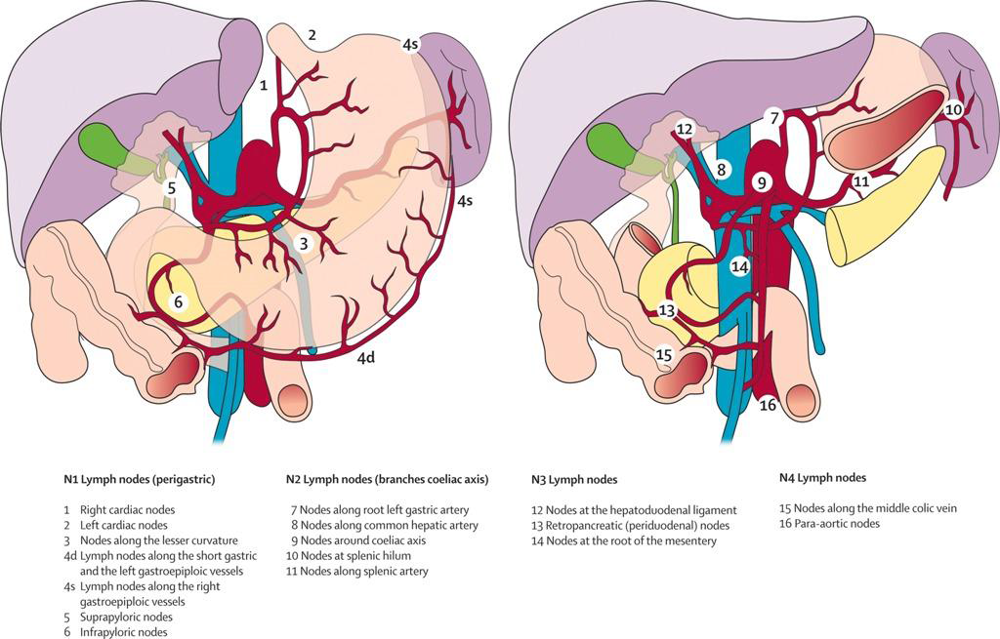 2
4s
1
5
3
4s
6
4d
12
7
10
8
9
11
14
13
15
16
N1 Lymph nodes (perigastric)
1 Right cardiac nodes
2 Left cardiac nodes
3 Nodes along the lesser curvature
4d Lymph nodes along the short gastric
and the left gastroepiploic vessels
4s Lymph nodes along the right
gastroepiploic vessels
5 Suprapyloric nodes
6 Infrapyloric nodes
N2 Lymph nodes (branches coeliac axis)
7 Nodes along root left gastric artery
8 Nodes along common hepatic artery
9 Nodes around coeliac axis
10 Nodes at splenic hilum
11 Nodes along splenic artery
N3 Lymph nodes
12 Nodes at the hepatoduodenal ligament
13 Retropancreatic (periduodenal) nodes
14 Nodes at the root of the mesentery
N4 Lymph nodes
15 Nodes along the middle colic vein
16 Para-aortic nodes